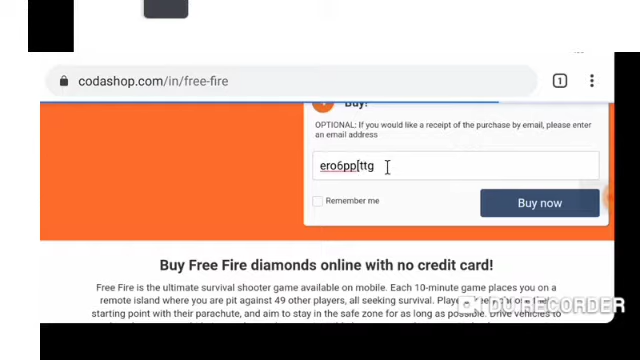 codashop.com/in/free-fire
1
Buy!
OPTIONAL: If you would like a receipt of the purchase by email, please enter
an email address
ero6pp[ttg
Remember me
Buy now
Buy Free Fire diamonds online with no credit card!
Free Fire is the ultimate survival shooter game available on mobile. Each 10-minute game places you on a
remote island where you are pit against 49 other players, all seeking survival. Players
starting point with their parachute, and aim to stay in the safe zone for as long as possible. Drive vehicles to
DU RECORDER